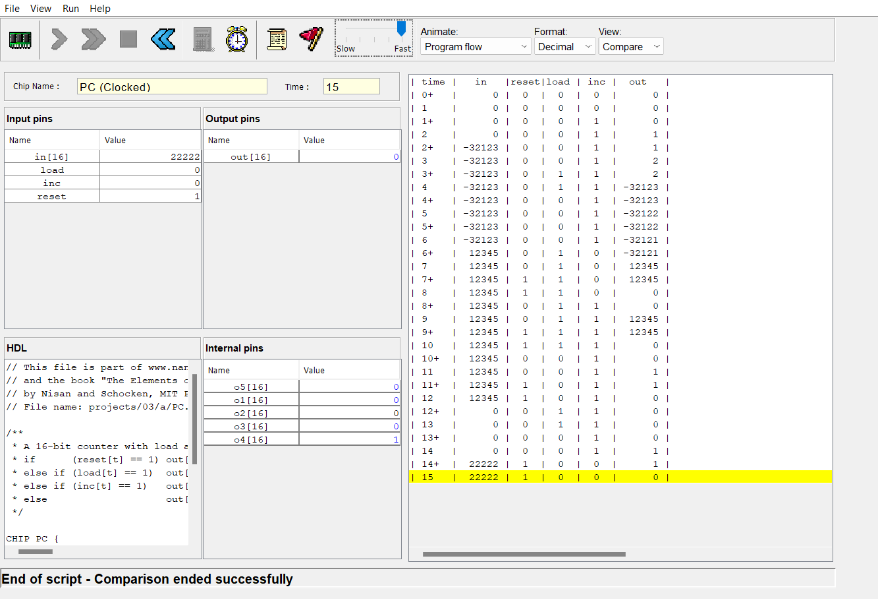 File View Run Help
Animate: Format: View:
Slow Fast Program flow Decimal Compare
Chip Name : PC (Clocked) Time : 15
Input pins
Name Value
in[16] 22222
load 0
inc 0
reset 1
Output pins
Name Value
out[16] 0
HDL
// This file is part of www.nan
// and the book "The Elements o
// by Nisan and Schocken, MIT P
// File name: projects/03/a/PC.
/**
* A 16-bit counter with load a
* if (reset[t] == 1) out[
* else if (load[t] == 1) out[
* else if (inc[t] == 1) out[
* else out[
*/
CHIP PC {
Internal pins
Name Value
o5[16] 0
o1[16] 0
o2[16] 0
o3[16] 0
o4[16] 1
| time | in |reset|load | inc | out |
| 0+ | 0 | 0 | 0 | 0 | 0 |
| 1 | 0 | 0 | 0 | 0 | 0 |
| 1+ | 0 | 0 | 0 | 1 | 0 |
| 2 | 0 | 0 | 0 | 1 | 1 |
| 2+ | -32123 | 0 | 0 | 1 | 1 |
| 3 | -32123 | 0 | 0 | 1 | 2 |
| 3+ | -32123 | 0 | 1 | 1 | 2 |
| 4 | -32123 | 0 | 1 | 1 | -32123 |
| 4+ | -32123 | 0 | 0 | 1 | -32123 |
| 5 | -32123 | 0 | 0 | 1 | -32122 |
| 5+ | -32123 | 0 | 0 | 1 | -32122 |
| 6 | -32123 | 0 | 0 | 1 | -32121 |
| 6+ | 12345 | 0 | 1 | 0 | -32121 |
| 7 | 12345 | 0 | 1 | 0 | 12345 |
| 7+ | 12345 | 1 | 1 | 0 | 12345 |
| 8 | 12345 | 1 | 1 | 0 | 0 |
| 8+ | 12345 | 0 | 1 | 1 | 0 |
| 9 | 12345 | 0 | 1 | 1 | 12345 |
| 9+ | 12345 | 1 | 1 | 1 | 12345 |
| 10 | 12345 | 1 | 1 | 1 | 0 |
| 10+ | 12345 | 0 | 0 | 1 | 0 |
| 11 | 12345 | 0 | 0 | 1 | 1 |
| 11+ | 12345 | 1 | 0 | 1 | 1 |
| 12 | 12345 | 1 | 0 | 1 | 0 |
| 12+ | 0 | 0 | 1 | 1 | 0 |
| 13 | 0 | 0 | 1 | 1 | 0 |
| 13+ | 0 | 0 | 0 | 1 | 0 |
| 14 | 0 | 0 | 0 | 1 | 1 |
| 14+ | 22222 | 1 | 0 | 0 | 1 |
| 15 | 22222 | 1 | 0 | 0 | 0 |
End of script - Comparison ended successfully